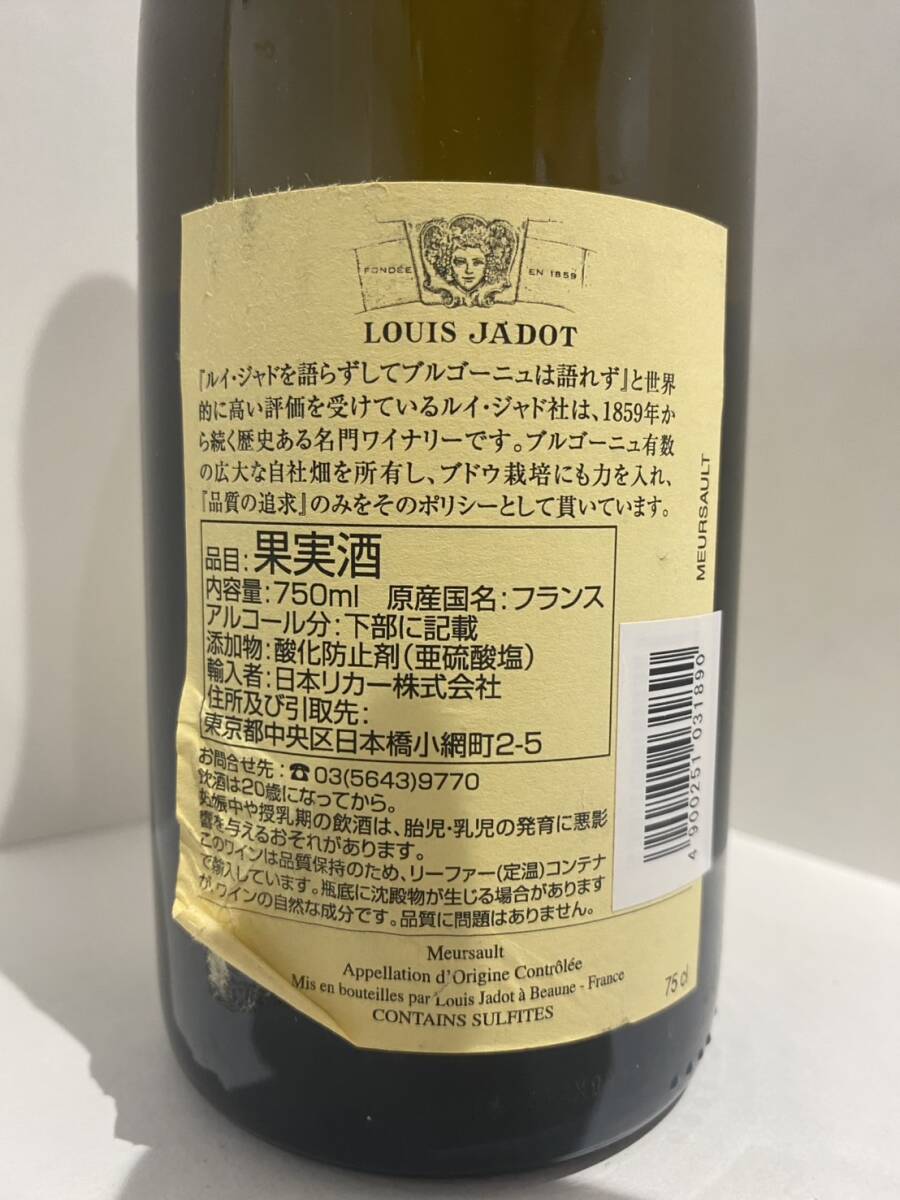 FONDÉE EN 1859
LOUIS JADOT
『ルイ・ジャドを語らずしてブルゴーニュは語れず』と世界
的に高い評価を受けているルイ・ジャド社は、1859年か
ら続く歴史ある名門ワイナリーです。ブルゴーニュ有数
の広大な自社畑を所有し、ブドウ栽培にも力を入れ、
『品質の追求』のみをそのポリシーとして貫いています。
品目:果実酒
内容量:750ml 原産国名:フランス
アルコール分:下部に記載
添加物:酸化防止剤(亜硫酸塩)
輸入者:日本リカー株式会社
住所及び引取先:
東京都中央区日本橋小網町2-5
お問合せ先:☎03(5643)9770
飲酒は20歳になってから。
妊娠中や授乳期の飲酒は、胎児・乳児の発育に悪影
響を与えるおそれがあります。
このワインは品質保持のため、リーファー(定温)コンテナ
で輸入しています。瓶底に沈殿物が生じる場合があります
が、ワインの自然な成分です。品質に問題はありません。
Meursault
Appellation d'Origine Contrôlée
Mis en bouteilles par Louis Jadot à Beaune - France
CONTAINS SULFITES
75 cl
MEURSAULT
4 900251 031890